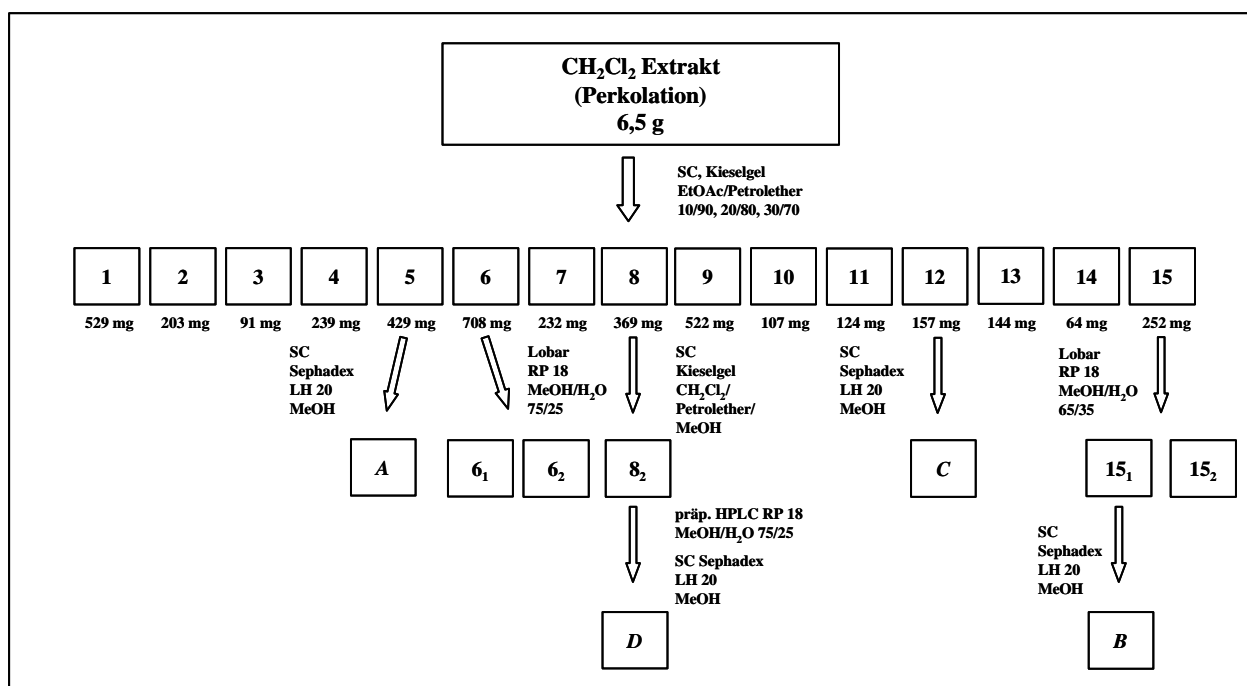 CH₂Cl₂ Extrakt
(Perkolation)
6,5 g
SC, Kieselgel
EtOAc/Petrolether
10/90, 20/80, 30/70
1 2 3 4 5 6 7 8 9 10 11 12 13 14 15
529 mg 203 mg 91 mg 239 mg 429 mg 708 mg 232 mg 369 mg 522 mg 107 mg 124 mg 157 mg 144 mg 64 mg 252 mg
SC
Sephadex
LH 20
MeOH
Lobar
RP 18
MeOH/H₂O
75/25
SC
Kieselgel
CH₂Cl₂/
Petrolether/
MeOH
SC
Sephadex
LH 20
MeOH
Lobar
RP 18
MeOH/H₂O
65/35
A 6₁ 6₂ 8₂ C 15₁ 15₂
präp. HPLC RP 18
MeOH/H₂O 75/25
SC Sephadex
LH 20
MeOH
SC
Sephadex
LH 20
MeOH
D B